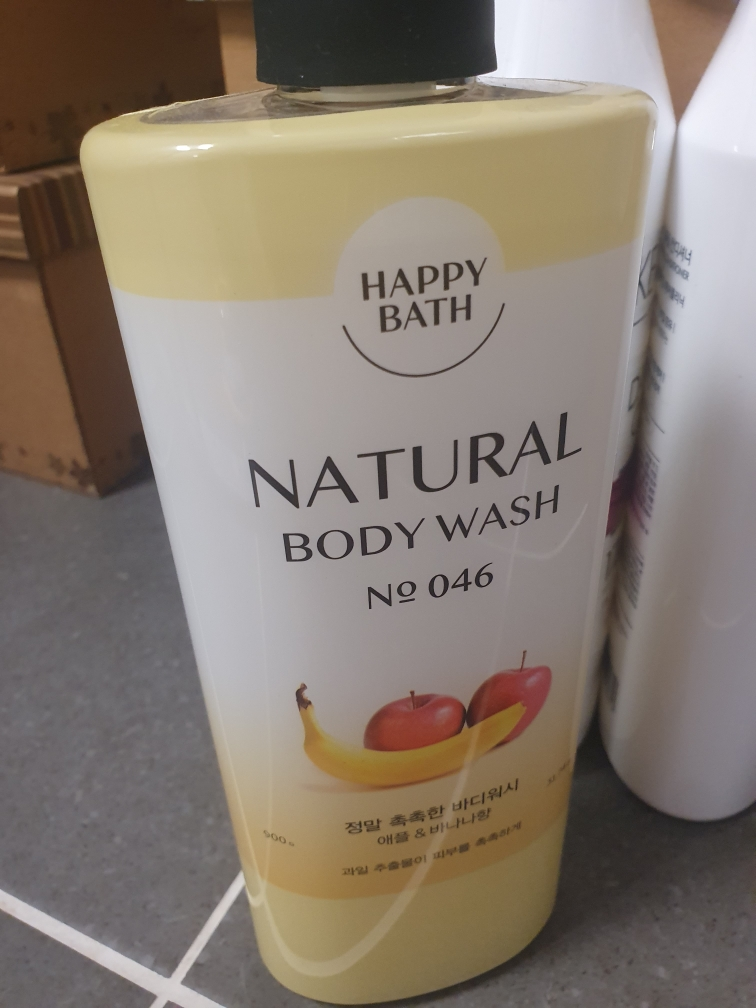 HAPPY
BATH
NATURAL
BODY WASH
Nº 046
정말 촉촉한 바디워시
애플 & 바나나향
과일 추출물이 피부를 촉촉하게
900